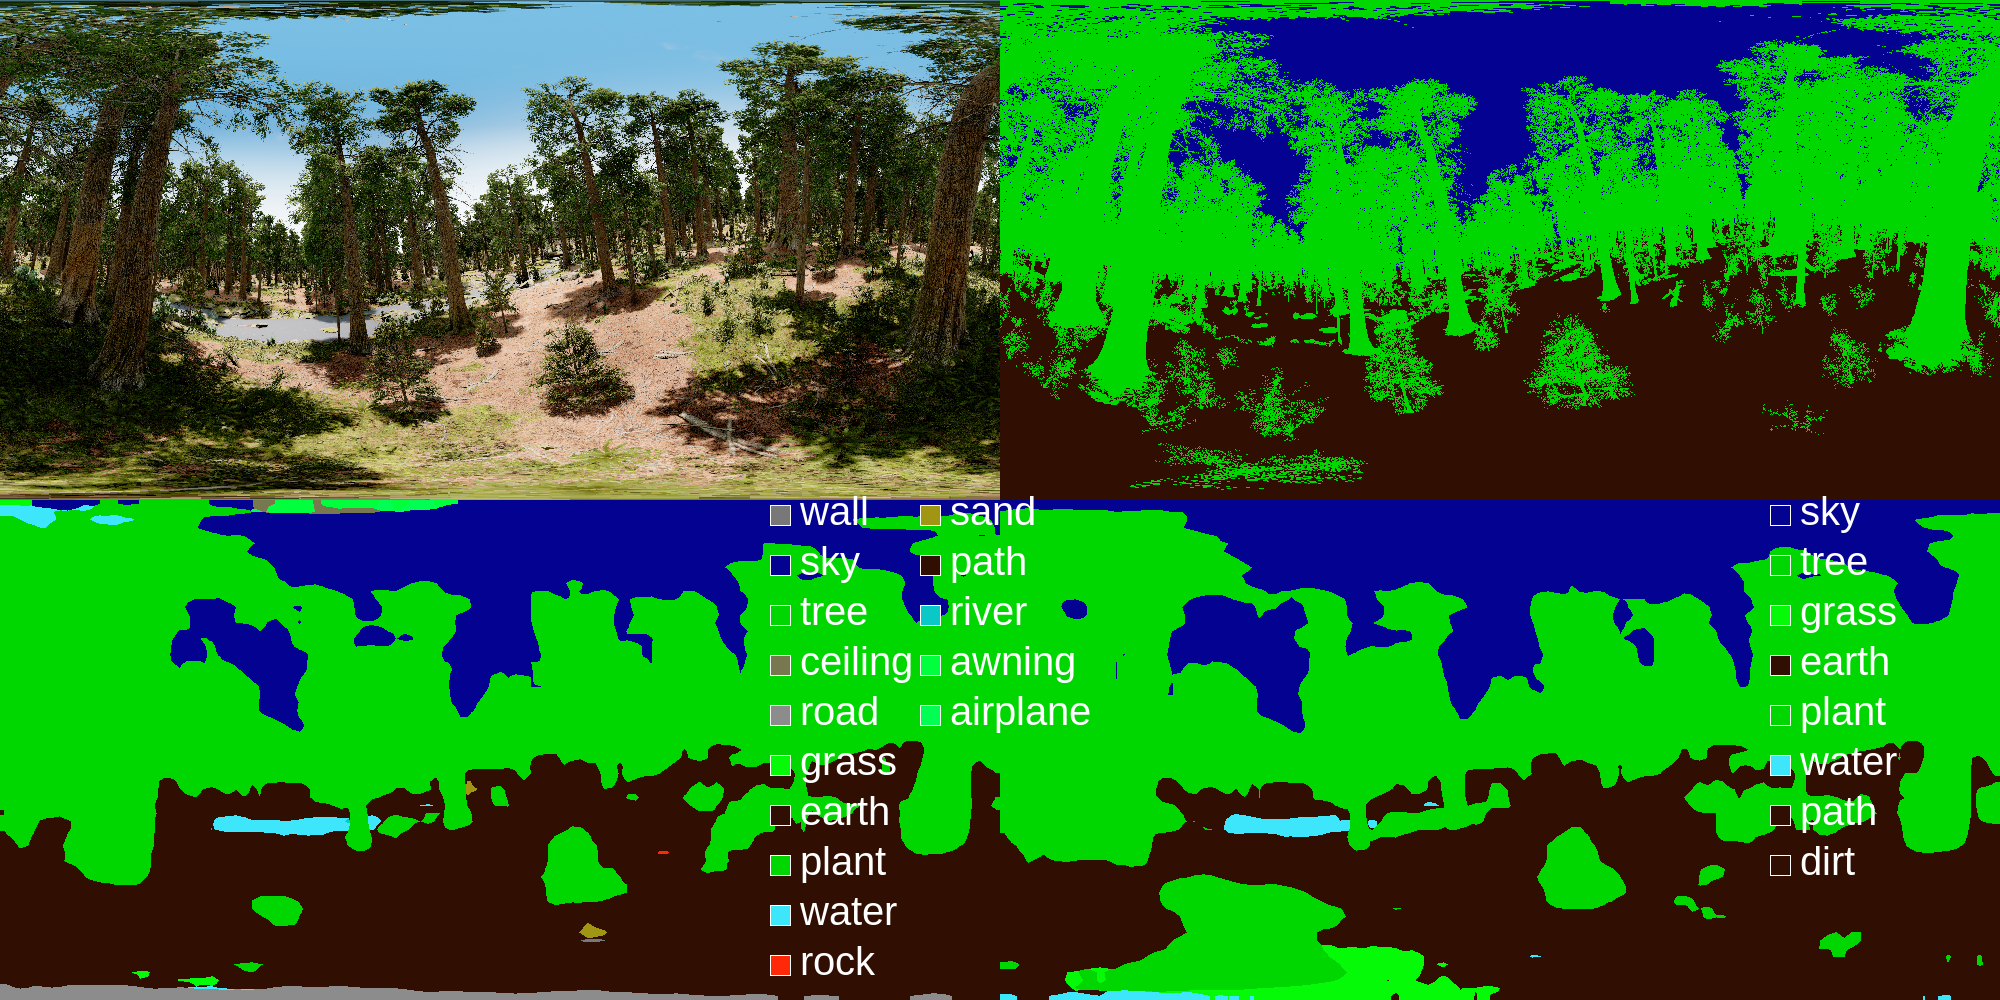 wall
sky
tree
ceiling
road
grass
earth
plant
water
rock
sand
path
river
awning
airplane
sky
tree
grass
earth
plant
water
path
dirt